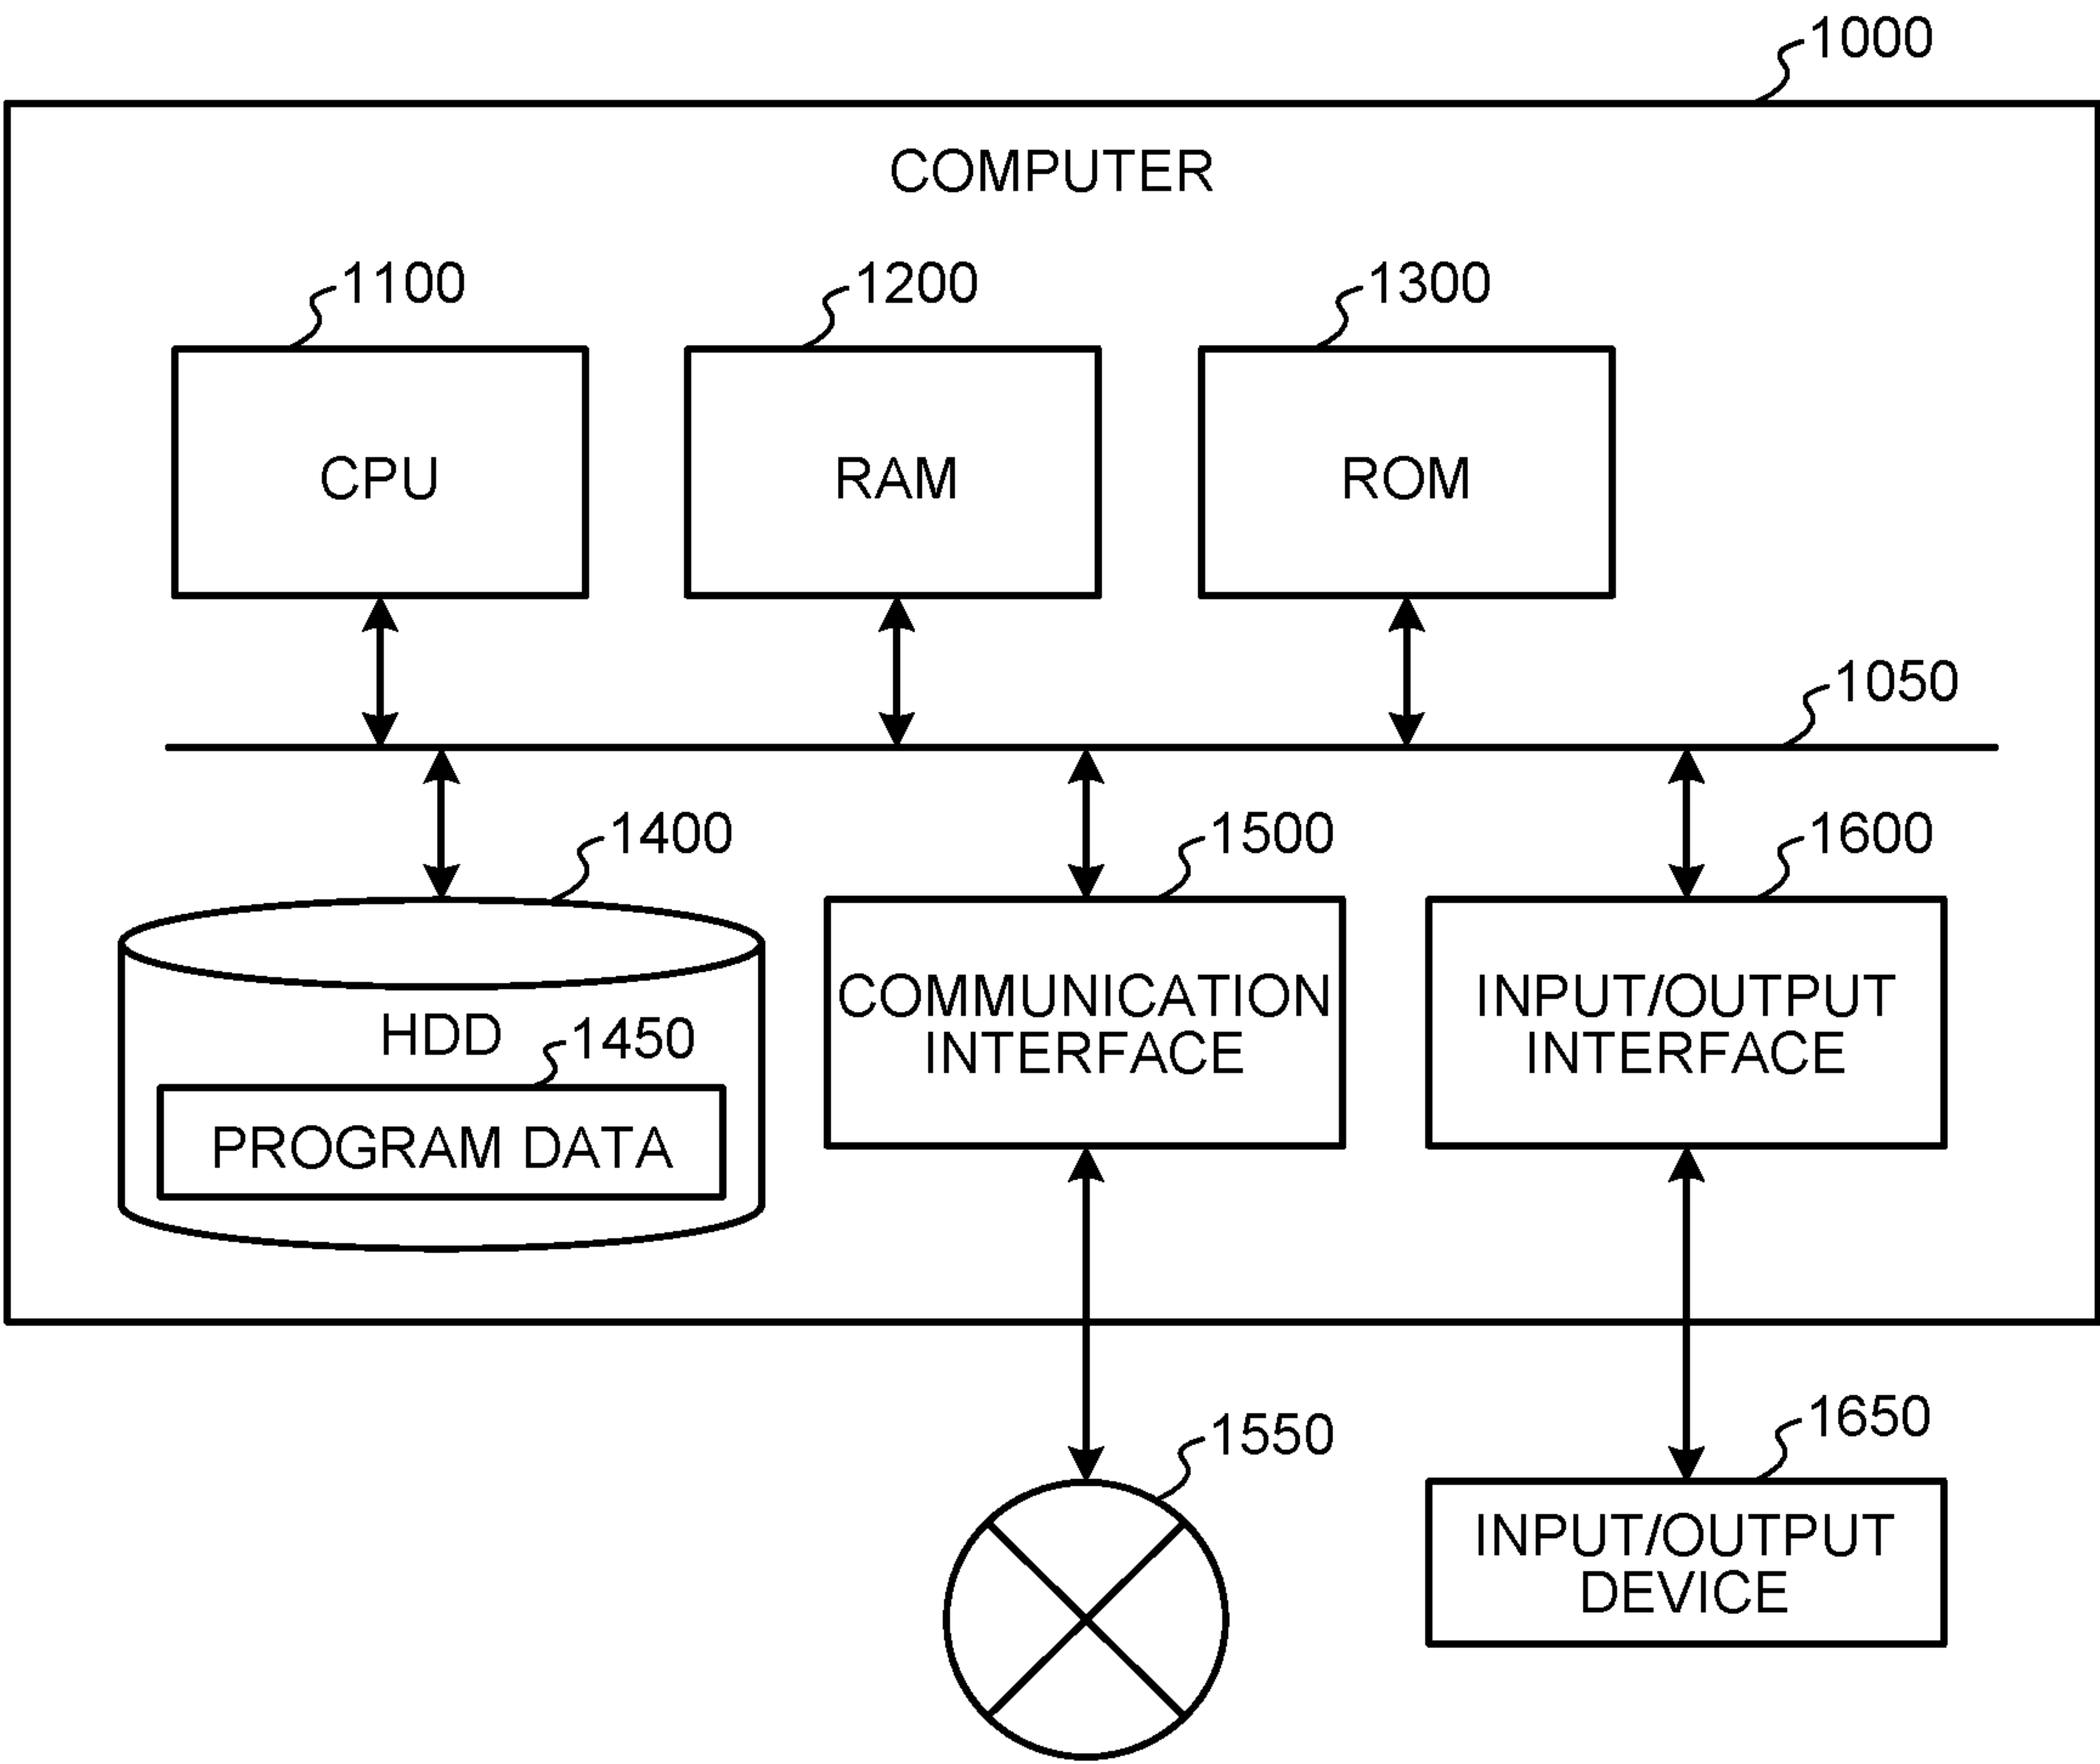 1000
COMPUTER
1100
1200
1300
CPU
RAM
ROM
1050
1400
1500
1600
HDD
1450
PROGRAM DATA
COMMUNICATION
INTERFACE
INPUT/OUTPUT
INTERFACE
1550
1650
INPUT/OUTPUT
DEVICE